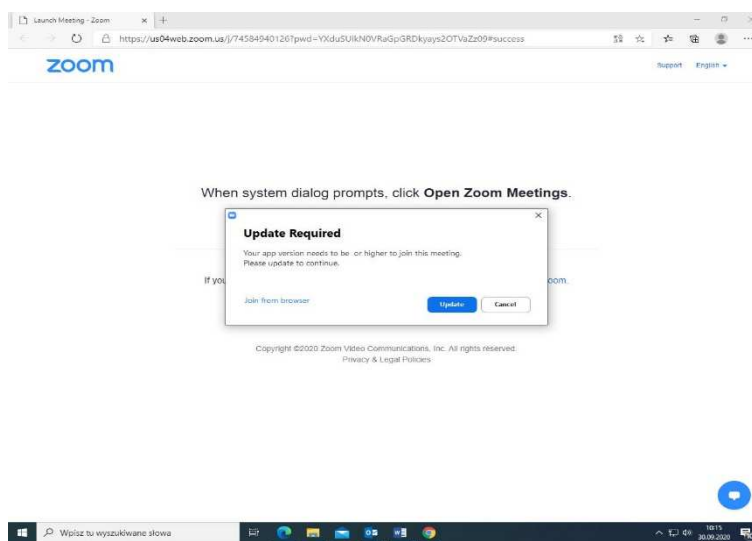 Launch Meeting - Zoom
https://us04web.zoom.us/j/74584940126?pwd=YXduSUlkN0VRaGpGRDkyays2OTVaZz09#success
zoom
Support English
When system dialog prompts, click Open Zoom Meetings.
Update Required
Your app version needs to be or higher to join this meeting.
Please update to continue.
If you
oom.
Join from browser
Update Cancel
Copyright ©2020 Zoom Video Communications, Inc. All rights reserved.
Privacy & Legal Policies
Wpisz tu wyszukiwane słowa
10:15
30.09.2020